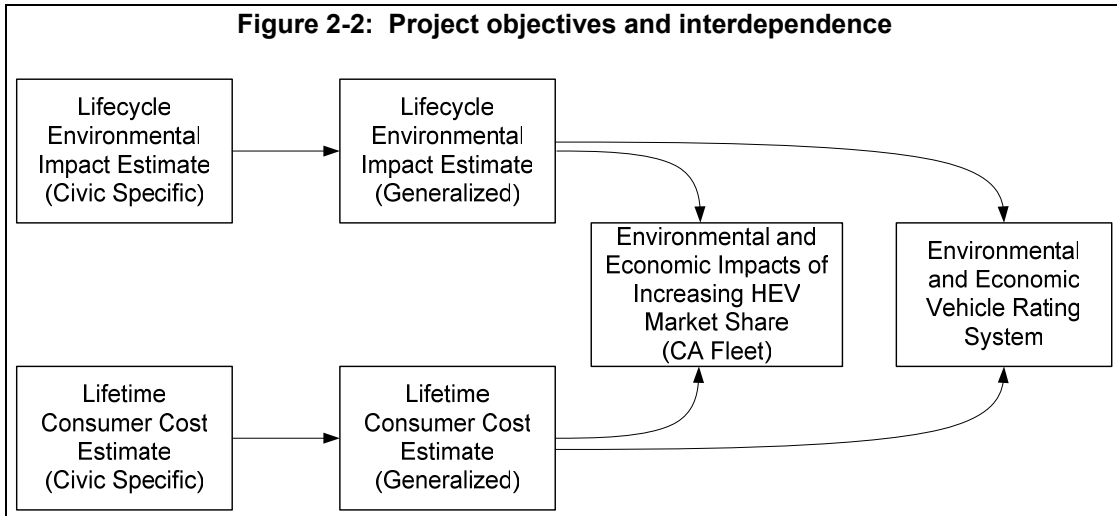 Figure 2-2: Project objectives and interdependence
Lifecycle
Environmental
Impact Estimate
(Civic Specific)
Lifecycle
Environmental
Impact Estimate
(Generalized)
Environmental and
Economic Impacts of
Increasing HEV
Market Share
(CA Fleet)
Environmental
and Economic
Vehicle Rating
System
Lifetime
Consumer Cost
Estimate
(Civic Specific)
Lifetime
Consumer Cost
Estimate
(Generalized)